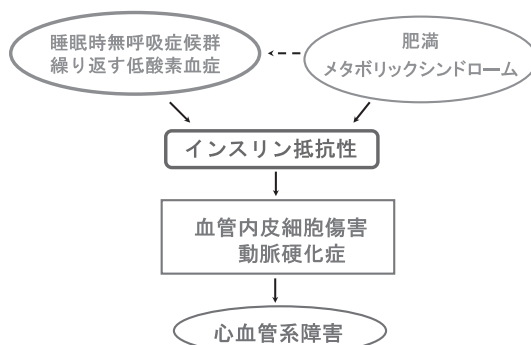 睡眠時無呼吸症候群
繰り返す低酸素血症
肥満
メタボリックシンドローム
インスリン抵抗性
血管内皮細胞傷害
動脈硬化症
心血管系障害